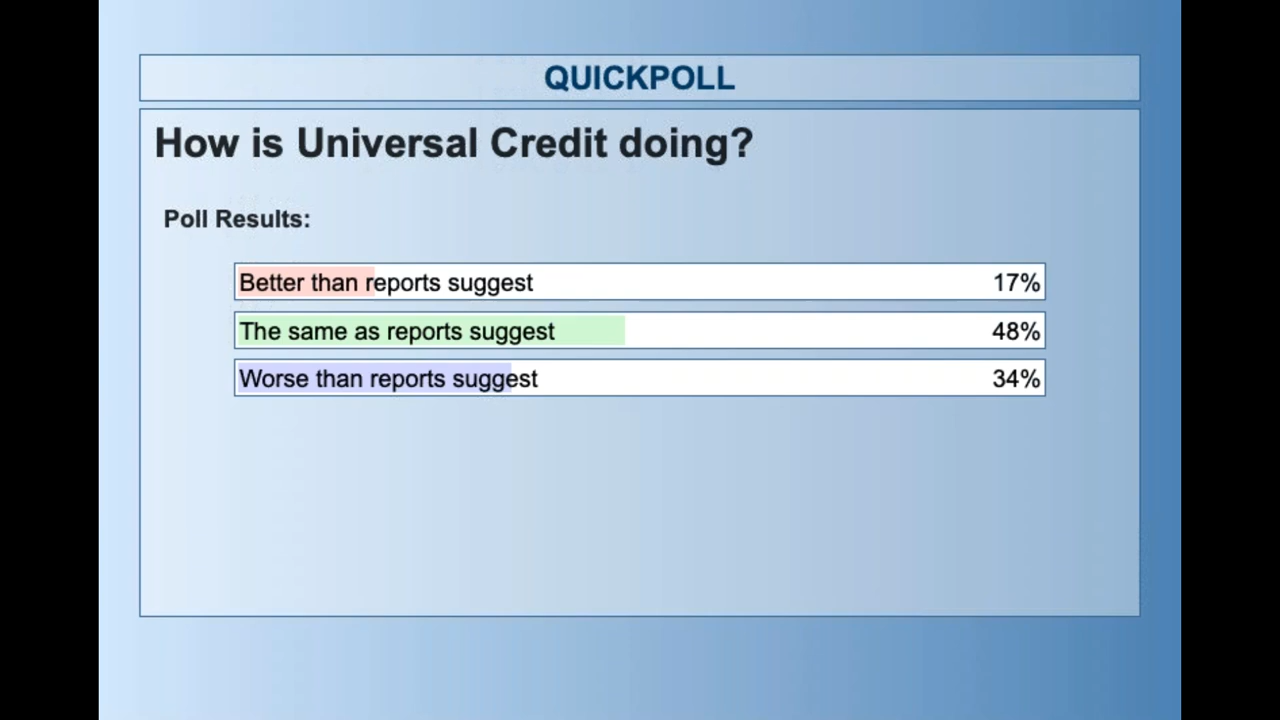 QUICKPOLL
How is Universal Credit doing?
Poll Results:
Better than reports suggest 17%
The same as reports suggest 48%
Worse than reports suggest 34%